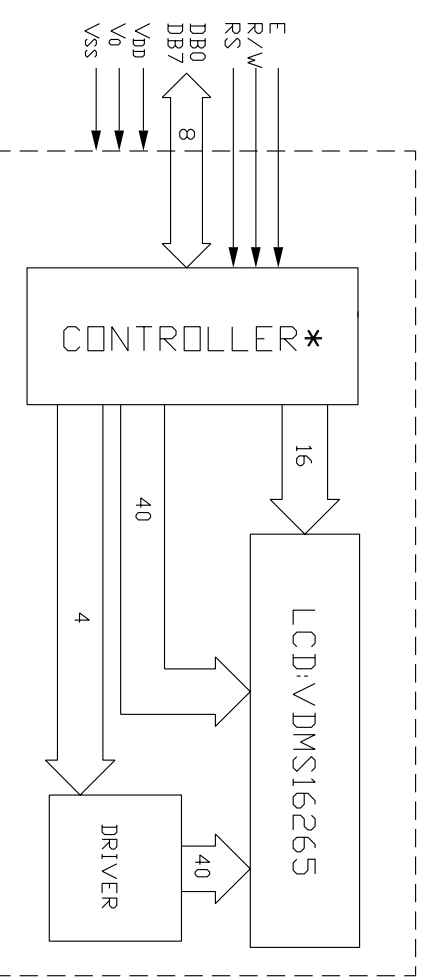 E
R/W
RS
DB0
DB7
VDD
V0
VSS
8
CONTROLLER*
16
40
4
LCD:VDMS16265
DRIVER
40